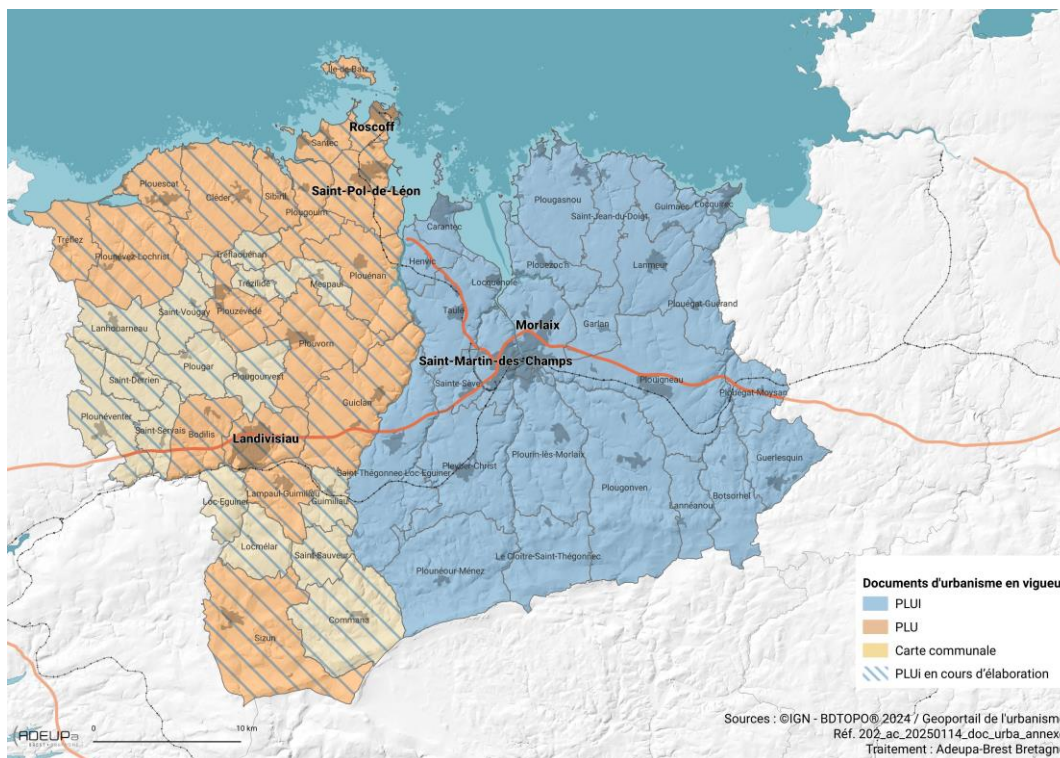 Île-de-Batz
Roscoff
Santec
Saint-Pol-de-Léon
Plouescat
Cléder
Sibiril
Plougoulm
Tréflez
Plounévez-Lochrist
Tréflaouénan
Trézilidé
Mespaul
Plouénan
Saint-Vougay
Plouzévédé
Lanhouarneau
Plouvorn
Saint-Derrien
Plougar
Plougourvest
Plounéventer
Saint-Servais
Bodilis
Landivisiau
Guiclan
Lampaul-Guimiliau
Guimiliau
Loc-Eguiner
Locmélar
Saint-Sauveur
Sizun
Commana
Carantec
Henvic
Locquénolé
Taulé
Plougasnou
Saint-Jean-du-Doigt
Guimaëc
Locquirec
Plouezoc'h
Lanmeur
Plouégat-Guérand
Garlan
Morlaix
Saint-Martin-des-Champs
Sainte-Sève
Plouigneau
Plouégat-Moysan
Saint-Thégonnec Loc-Eguiner
Pleyber-Christ
Plourin-lès-Morlaix
Guerlesquin
Plougonven
Botsorhel
Lannéanou
Le Cloître-Saint-Thégonnec
Plounéour-Ménez
Documents d'urbanisme en vigueu
PLUI
PLU
Carte communale
PLUi en cours d'élaboration
0 10 km
ADEUPa
BREST BRETAGNE
Sources : ©IGN - BDTOPO® 2024 / Geoportail de l'urbanism
Réf. 202_ac_20250114_doc_urba_annex
Traitement : Adeupa-Brest Bretagn